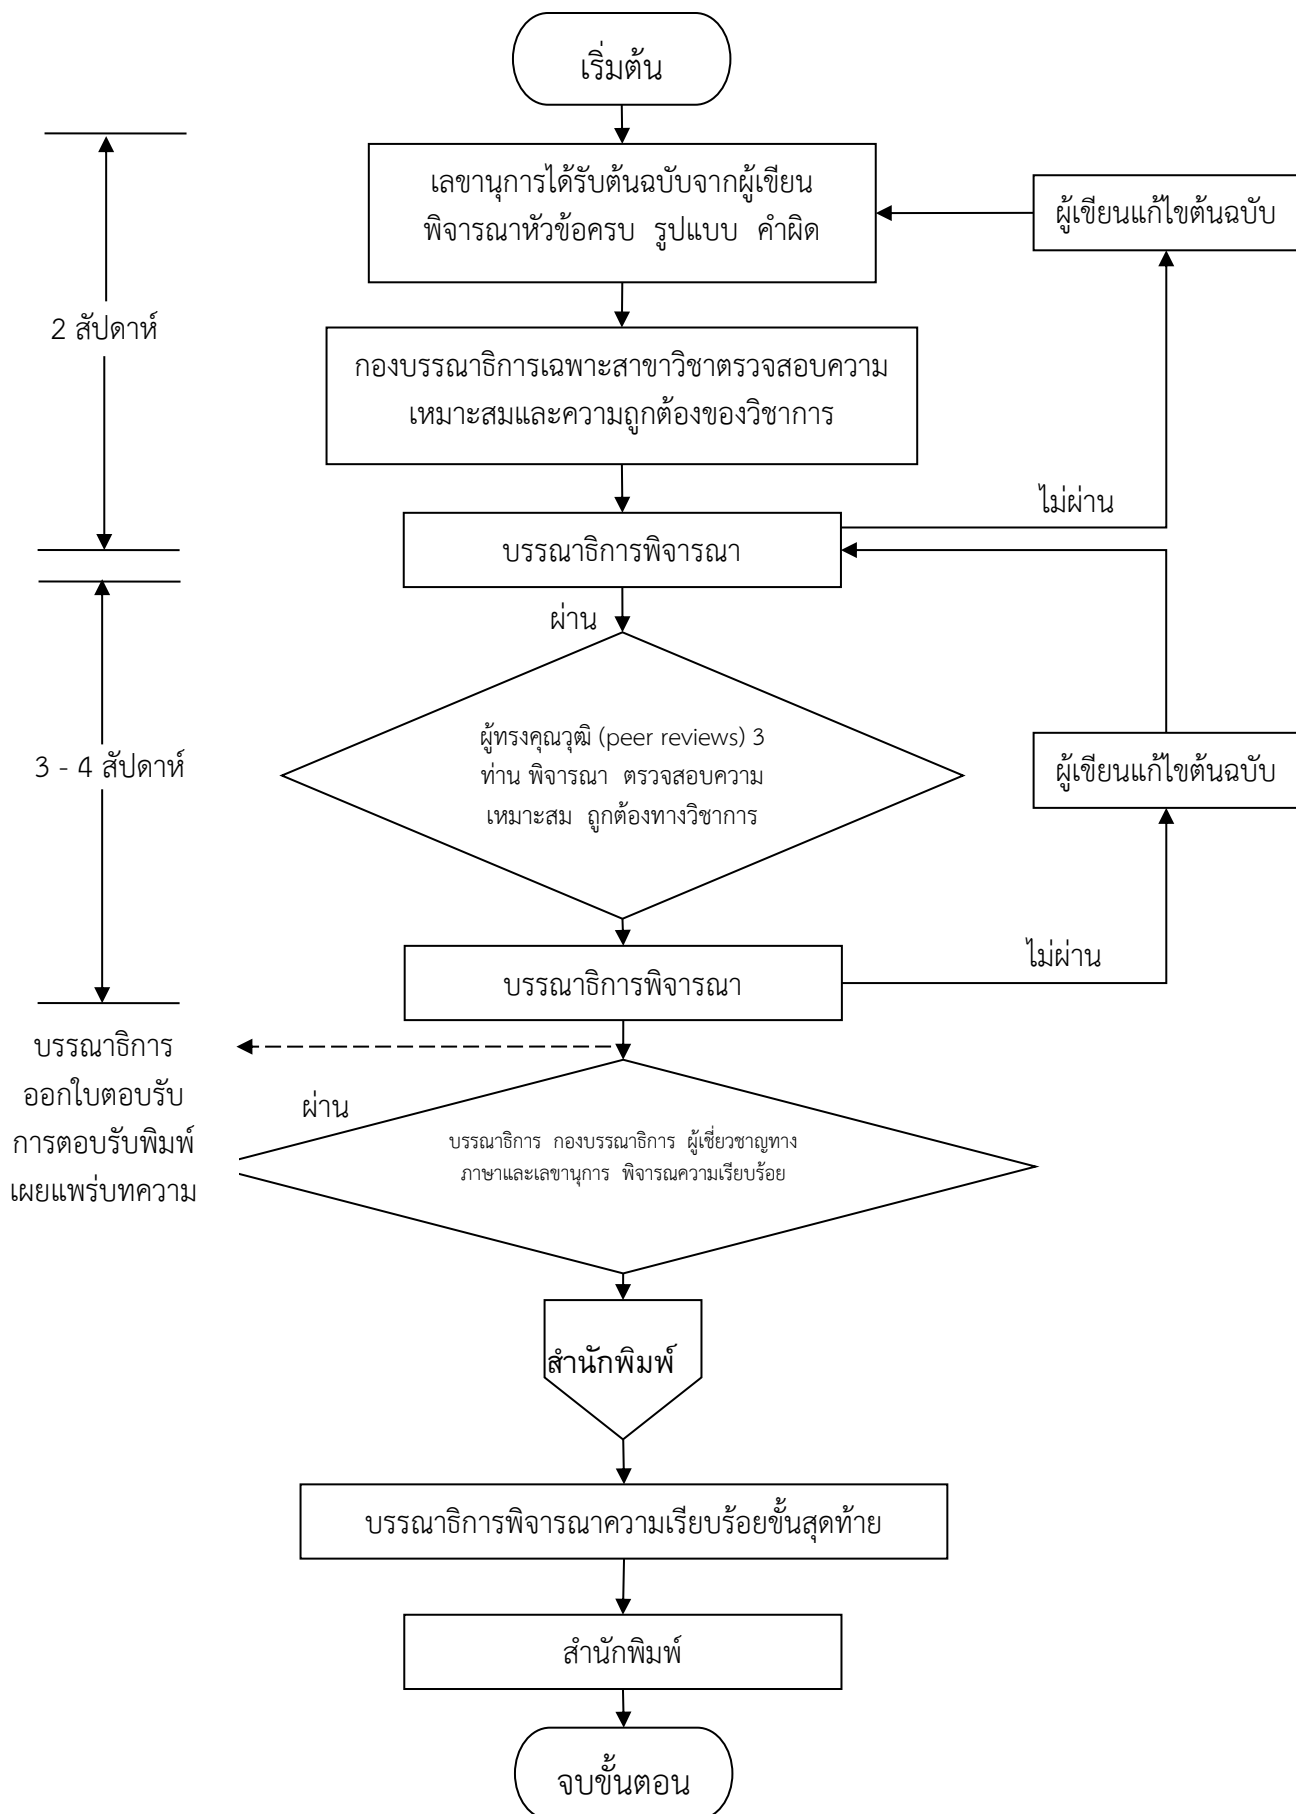 เริ่มต้น
เลขานุการได้รับต้นฉบับจากผู้เขียน
พิจารณาหัวข้อครบ รูปแบบ คำผิด
ผู้เขียนแก้ไขต้นฉบับ
2 สัปดาห์
กองบรรณาธิการเฉพาะสาขาวิชาตรวจสอบความ
เหมาะสมและความถูกต้องของวิชาการ
ไม่ผ่าน
บรรณาธิการพิจารณา
ผ่าน
ผู้ทรงคุณวุฒิ (peer reviews) 3
ท่าน พิจารณา ตรวจสอบความ
เหมาะสม ถูกต้องทางวิชาการ
3 - 4 สัปดาห์
ผู้เขียนแก้ไขต้นฉบับ
ไม่ผ่าน
บรรณาธิการพิจารณา
บรรณาธิการ
ออกใบตอบรับ
การตอบรับพิมพ์
เผยแพร่บทความ
ผ่าน
บรรณาธิการ กองบรรณาธิการ ผู้เชี่ยวชาญทาง
ภาษาและเลขานุการ พิจารณความเรียบร้อย
สำนักพิมพ์
บรรณาธิการพิจารณาความเรียบร้อยขั้นสุดท้าย
สำนักพิมพ์
จบขั้นตอน